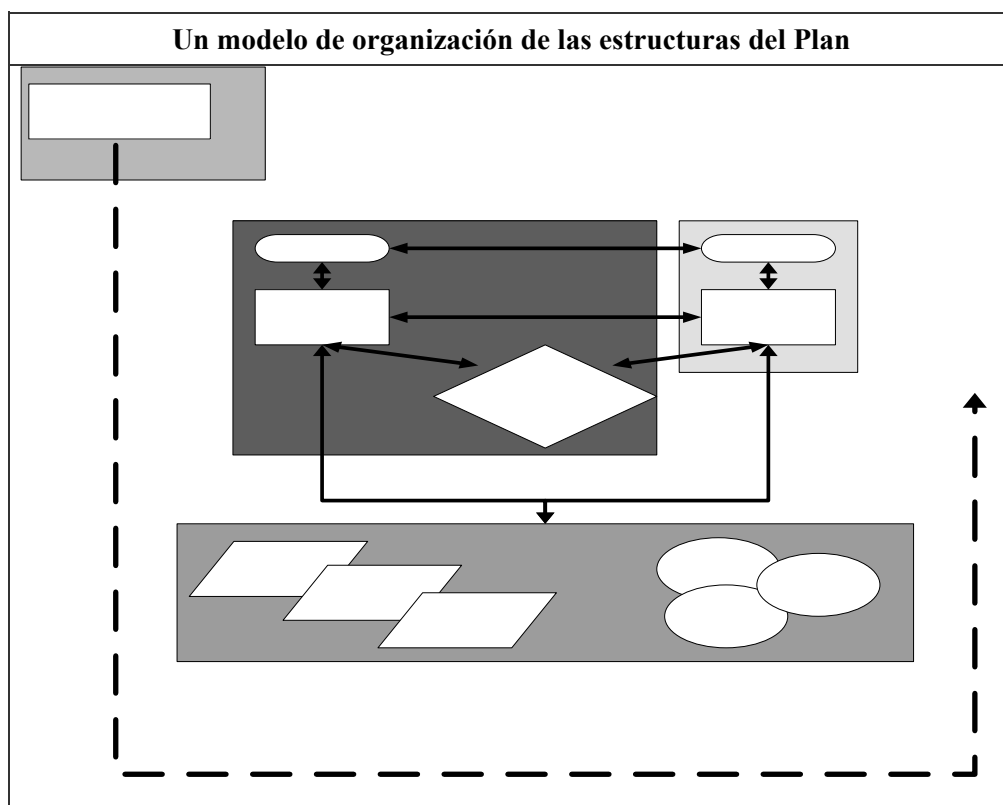 Un modelo de organización de las estructuras del Plan